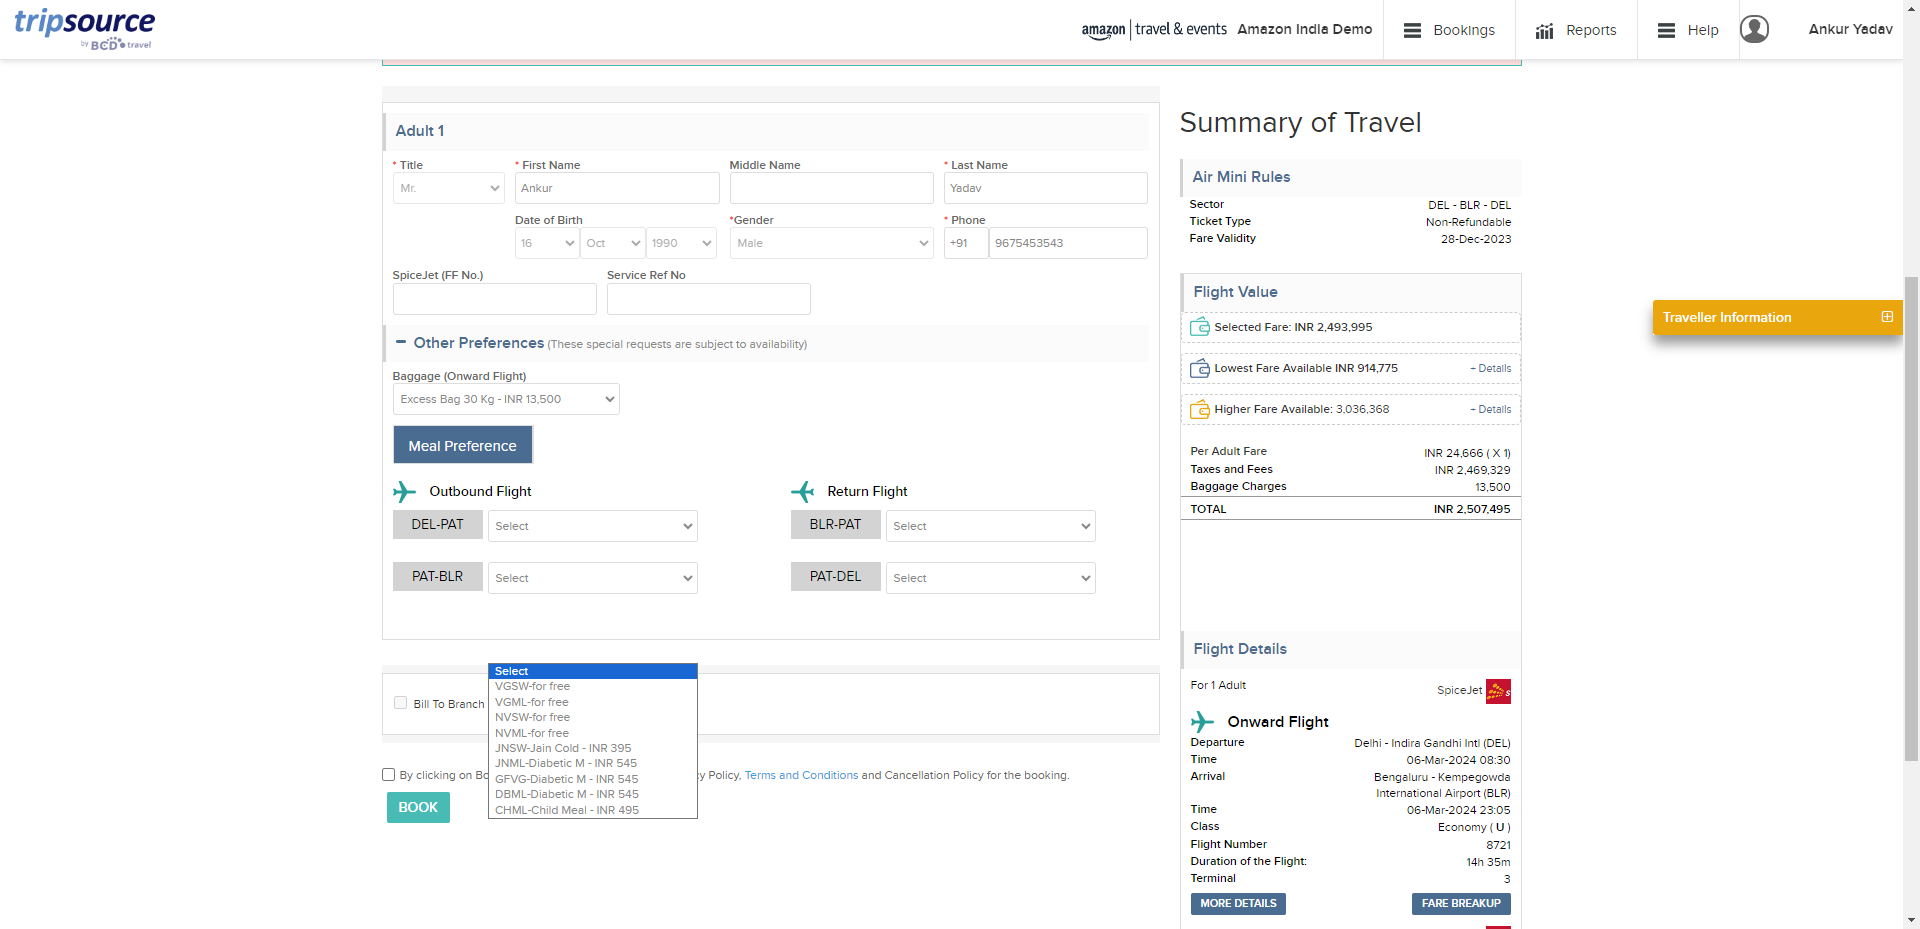 tripsource
by BCD travel
amazon | travel & events Amazon India Demo
Bookings
Reports
Help
Ankur Yadav
Adult 1
* Title
* First Name
Middle Name
* Last Name
Mr.
Ankur
Yadav
Date of Birth
*Gender
* Phone
16
Oct
1990
Male
+91
9675453543
SpiceJet (FF No.)
Service Ref No
Other Preferences (These special requests are subject to availability)
Baggage (Onward Flight)
Excess Bag 30 Kg - INR 13,500
Meal Preference
Outbound Flight
Return Flight
DEL-PAT
Select
BLR-PAT
Select
PAT-BLR
Select
PAT-DEL
Select
Select
VGSW-for free
VGML-for free
NVSW-for free
NVML-for free
JNSW-Jain Cold - INR 395
JNML-Diabetic M - INR 545
GFVG-Diabetic M - INR 545
DBML-Diabetic M - INR 545
CHML-Child Meal - INR 495
Bill To Branch
By clicking on Bo
y Policy, Terms and Conditions and Cancellation Policy for the booking.
BOOK
Summary of Travel
Air Mini Rules
Sector DEL - BLR - DEL
Ticket Type Non-Refundable
Fare Validity 28-Dec-2023
Flight Value
Selected Fare: INR 2,493,995
Lowest Fare Available INR 914,775 + Details
Higher Fare Available: 3,036,368 + Details
Per Adult Fare INR 24,666 ( X 1)
Taxes and Fees INR 2,469,329
Baggage Charges 13,500
TOTAL INR 2,507,495
Flight Details
For 1 Adult SpiceJet
Onward Flight
Departure Delhi - Indira Gandhi Intl (DEL)
Time 06-Mar-2024 08:30
Arrival Bengaluru - Kempegowda
International Airport (BLR)
Time 06-Mar-2024 23:05
Class Economy ( U )
Flight Number 8721
Duration of the Flight: 14h 35m
Terminal 3
MORE DETAILS
FARE BREAKUP
Traveller Information